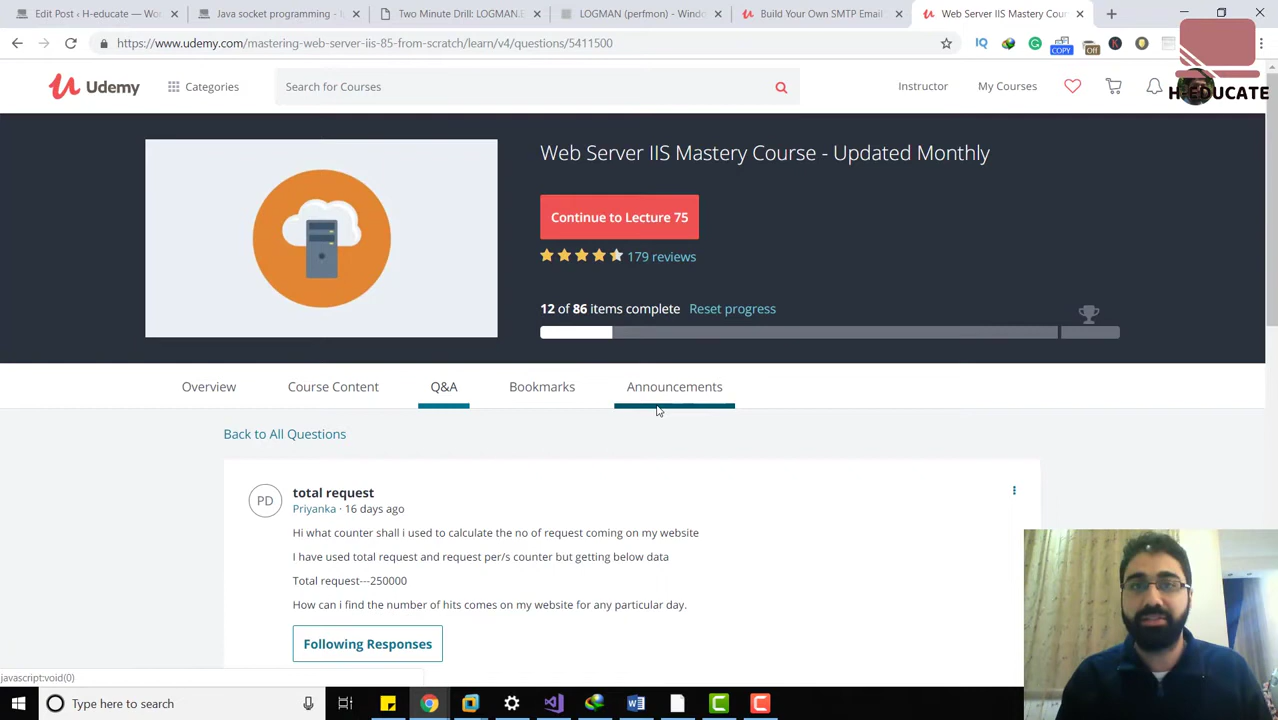 Edit Post ‹ H-educate — Wo
Java socket programming -
Two Minute Drill: LOGMAN.E
LOGMAN (perfmon) - Wind
Build Your Own SMTP Email
Web Server IIS Mastery Cou
https://www.udemy.com/mastering-web-server-iis-85-from-scratch/learn/v4/questions/5411500
IQ
COPY
Off
K
H-EDUCATE
Udemy
Categories
Search for Courses
Instructor
My Courses
Web Server IIS Mastery Course - Updated Monthly
Continue to Lecture 75
179 reviews
12 of 86 items complete
Reset progress
Overview
Course Content
Q&A
Bookmarks
Announcements
Back to All Questions
PD
total request
Priyanka · 16 days ago
Hi what counter shall i used to calculate the no of request coming on my website
I have used total request and request per/s counter but getting below data
Total request---250000
How can i find the number of hits comes on my website for any particular day.
Following Responses
javascript:void(0)
Type here to search